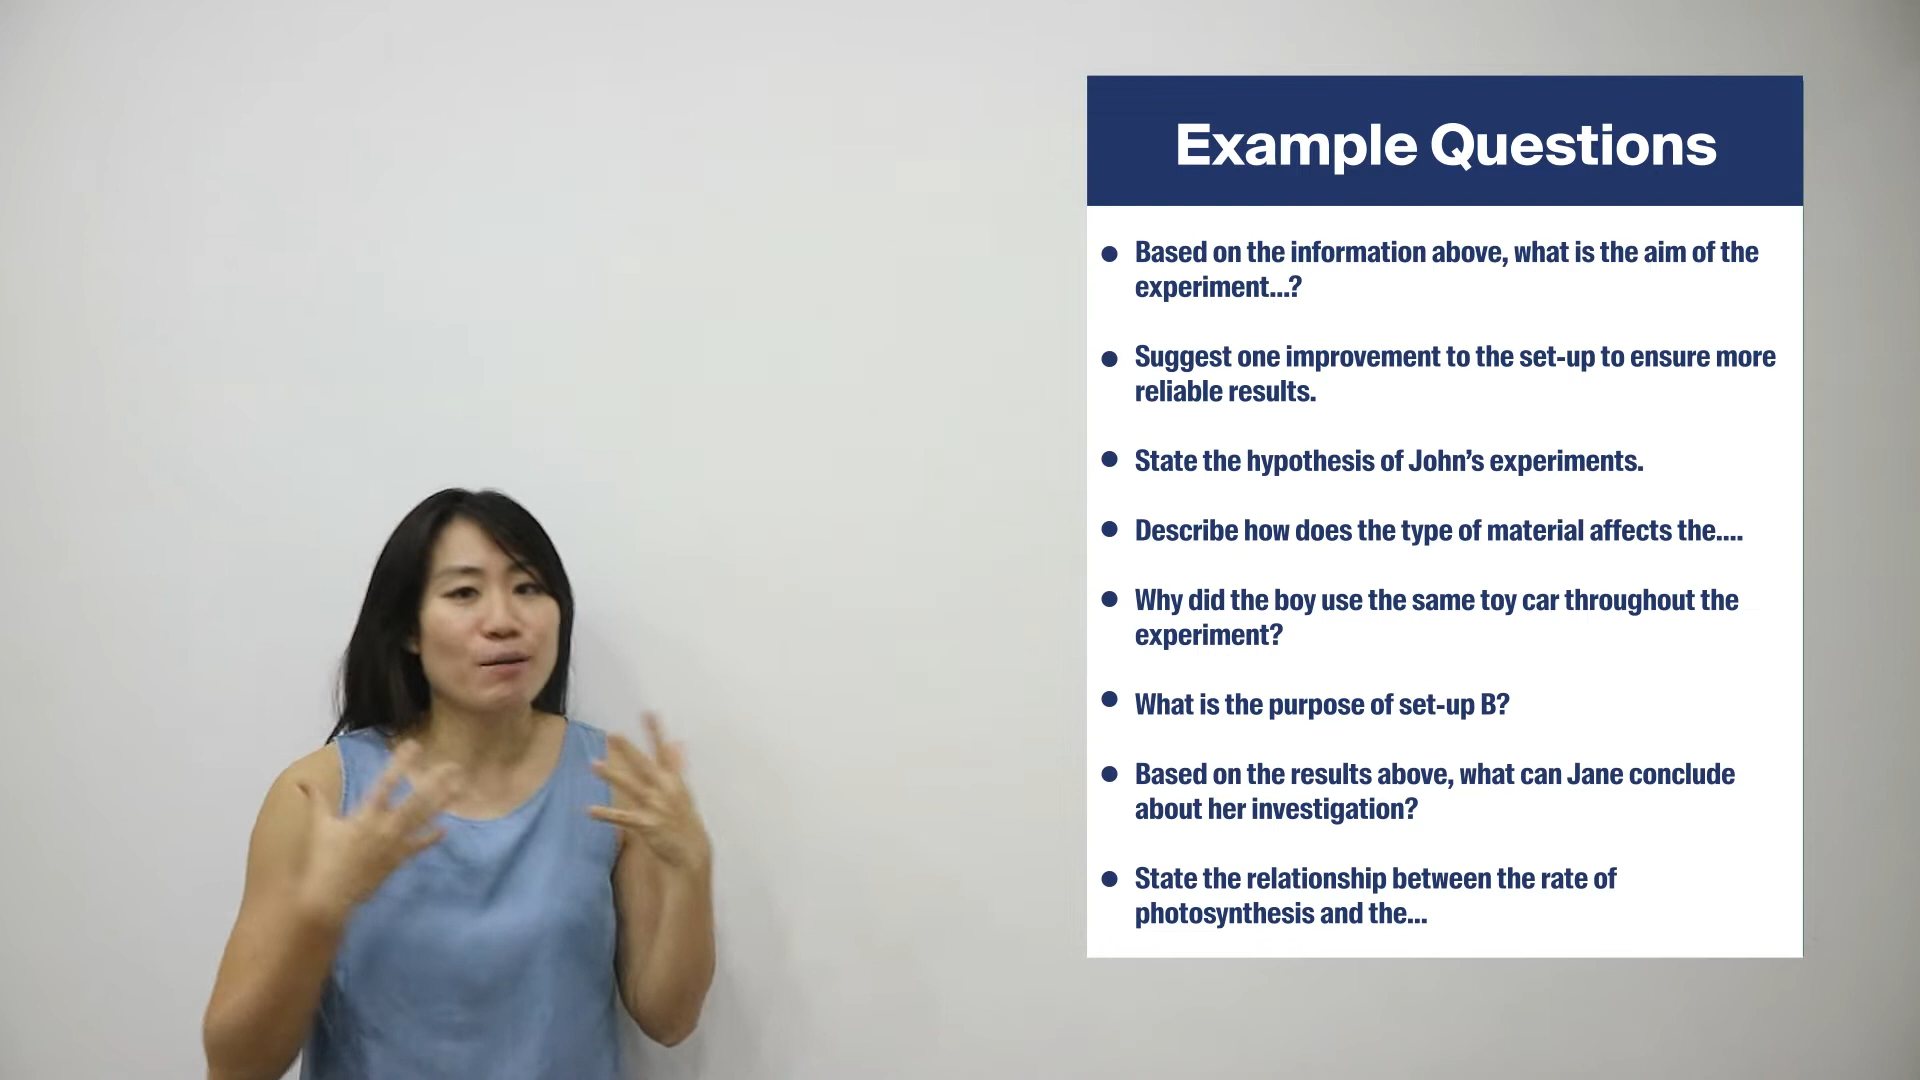 Example Questions
Based on the information above, what is the aim of the
experiment...?
Suggest one improvement to the set-up to ensure more
reliable results.
State the hypothesis of John’s experiments.
Describe how does the type of material affects the....
Why did the boy use the same toy car throughout the
experiment?
What is the purpose of set-up B?
Based on the results above, what can Jane conclude
about her investigation?
State the relationship between the rate of
photosynthesis and the...